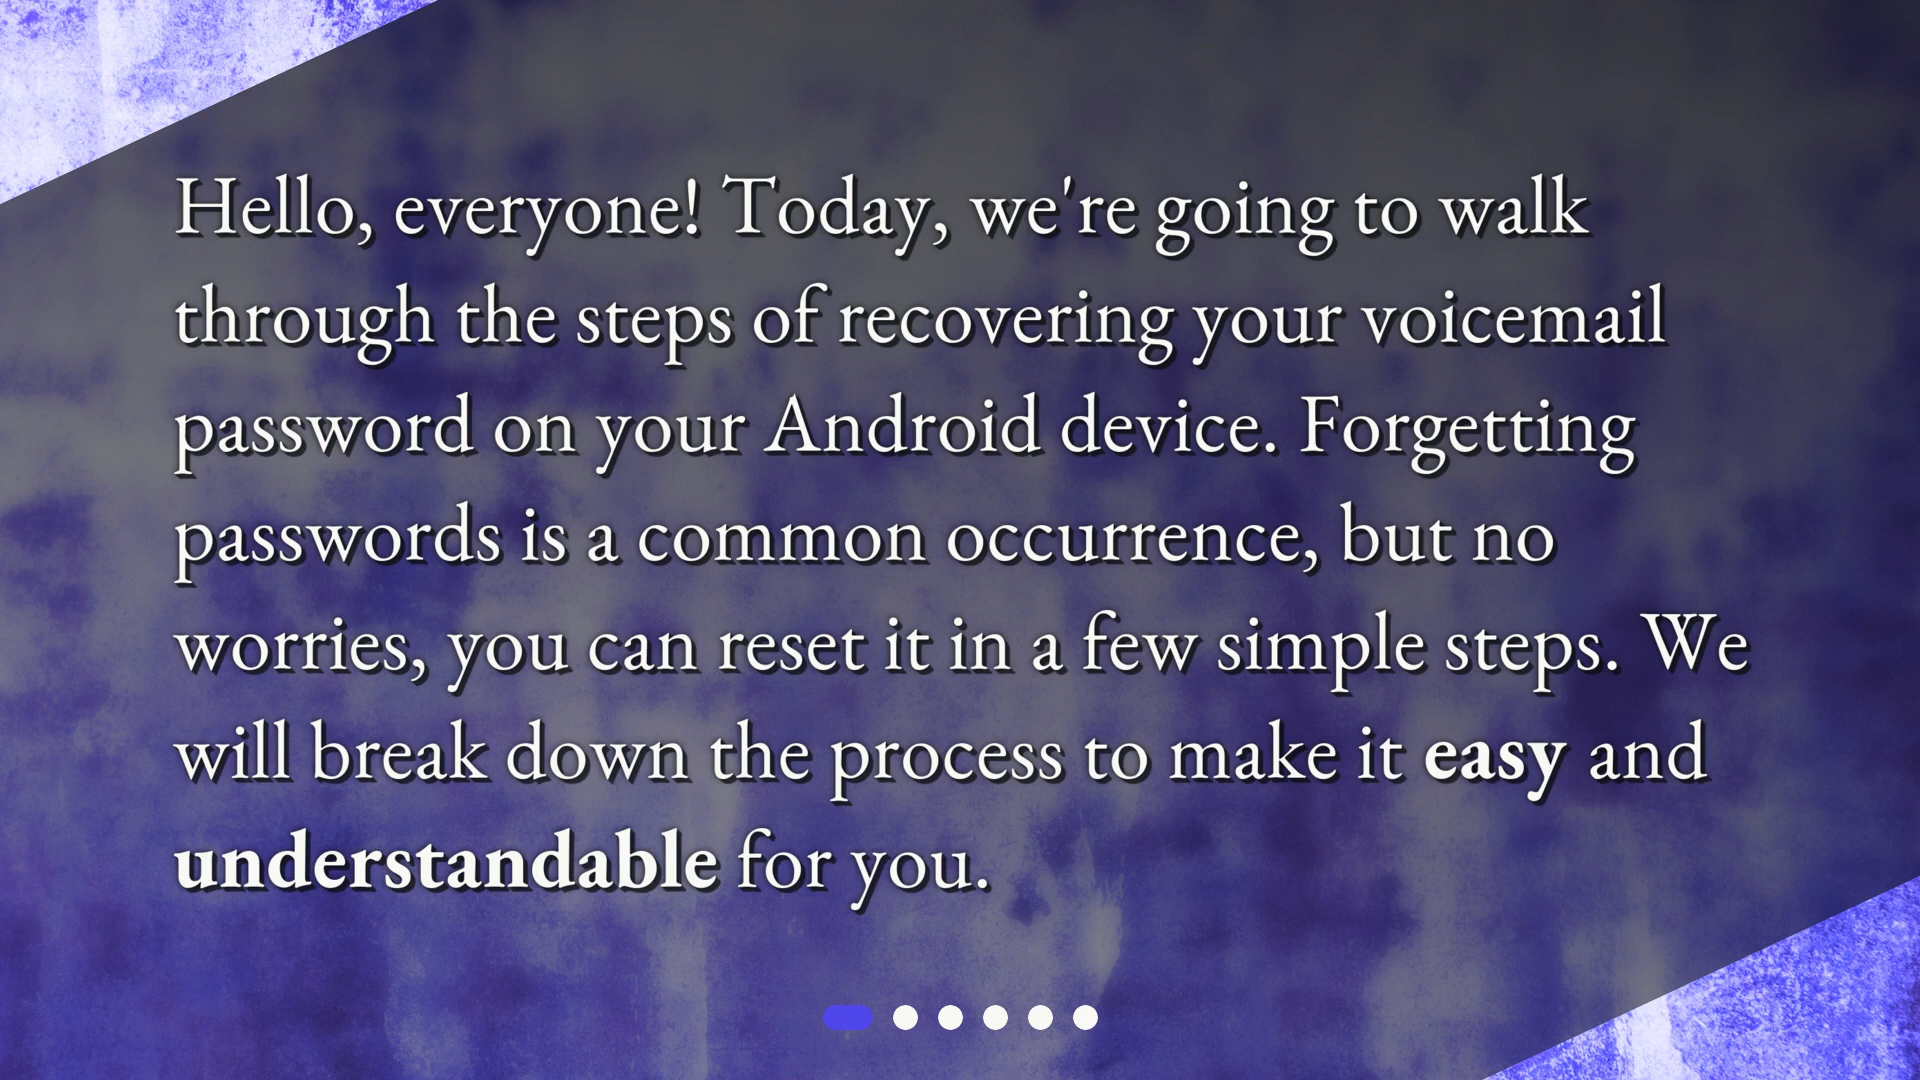 Hello, everyone! Today, we're going to walk
through the steps of recovering your voicemail
password on your Android device. Forgetting
passwords is a common occurrence, but no
worries, you can reset it in a few simple steps. We
will break down the process to make it easy and
understandable for you.